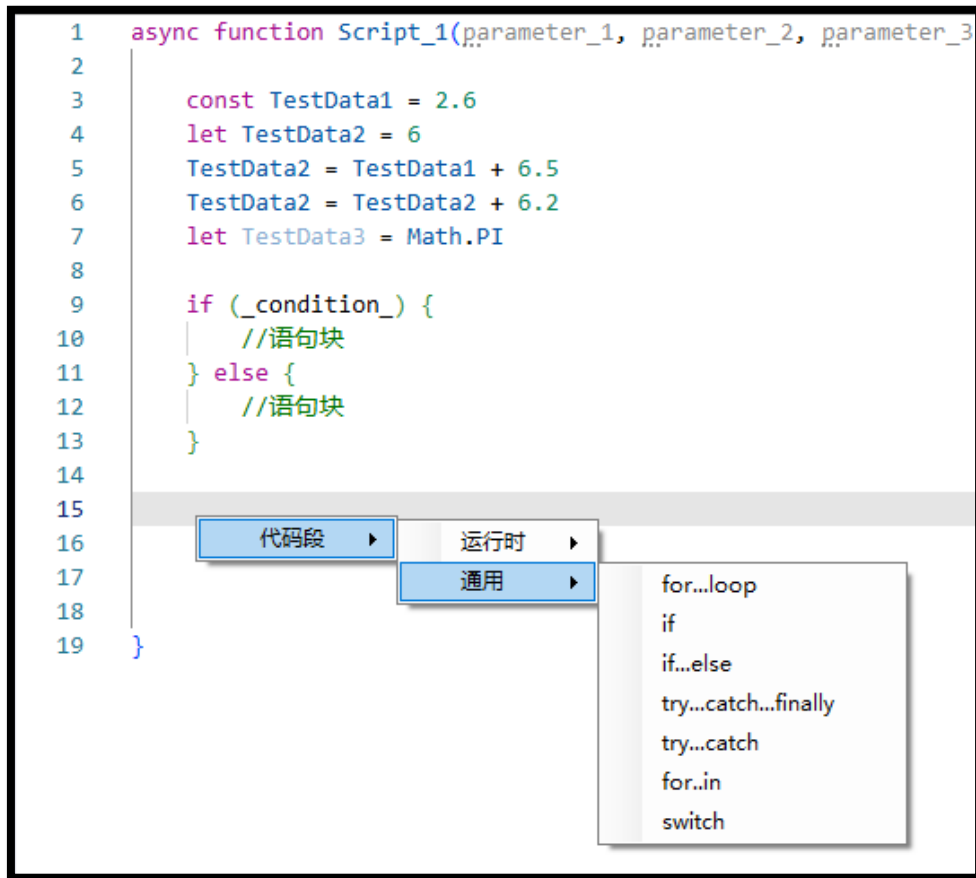 1 async function Script_1(parameter_1, parameter_2, parameter_3
2
3 const TestData1 = 2.6
4 let TestData2 = 6
5 TestData2 = TestData1 + 6.5
6 TestData2 = TestData2 + 6.2
7 let TestData3 = Math.PI
8
9 if (_condition_) {
10 //语句块
11 } else {
12 //语句块
13 }
14
15
16
17
18
19 }
代码段
运行时
通用
for...loop
if
if...else
try...catch...finally
try...catch
for..in
switch